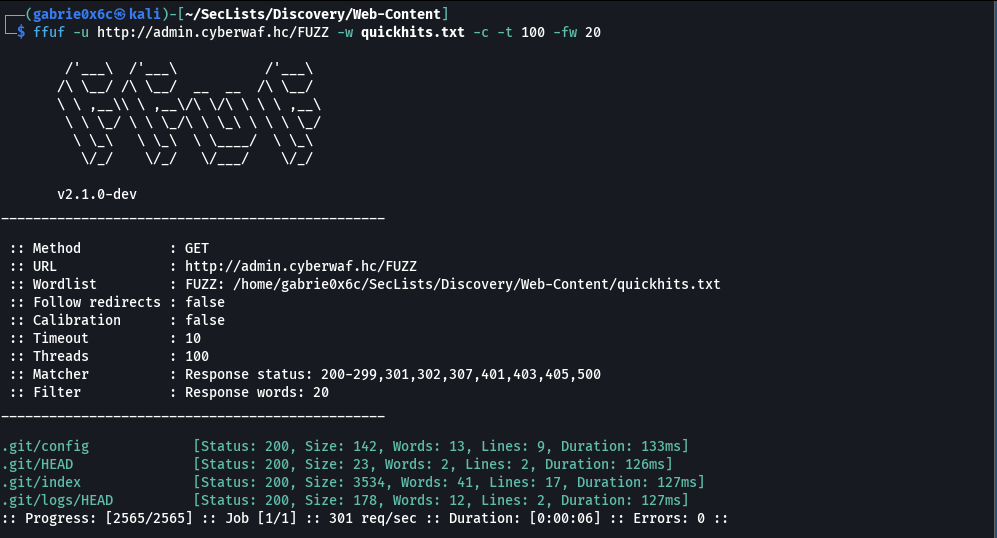 ┌──(gabrie0x6c㉿kali)-[~/SecLists/Discovery/Web-Content]
└─$ ffuf -u http://admin.cyberwaf.hc/FUZZ -w quickhits.txt -c -t 100 -fw 20

        /'___\  /'___\           /'___\
       /\ \__/ /\ \__/  __  __  /\ \__/
       \ \ ,__\\ \ ,__\/\ \/\ \ \ \ ,__\
        \ \ \_/ \ \ \_/\ \ \_\ \ \ \ \_/
         \ \_\   \ \_\  \ \____/  \ \_\
          \/_/    \/_/   \/___/    \/_/

       v2.1.0-dev
________________________________________________

 :: Method           : GET
 :: URL              : http://admin.cyberwaf.hc/FUZZ
 :: Wordlist         : FUZZ: /home/gabrie0x6c/SecLists/Discovery/Web-Content/quickhits.txt
 :: Follow redirects : false
 :: Calibration      : false
 :: Timeout          : 10
 :: Threads          : 100
 :: Matcher          : Response status: 200-299,301,302,307,401,403,405,500
 :: Filter           : Response words: 20
________________________________________________

.git/config             [Status: 200, Size: 142, Words: 13, Lines: 9, Duration: 133ms]
.git/HEAD               [Status: 200, Size: 23, Words: 2, Lines: 2, Duration: 126ms]
.git/index              [Status: 200, Size: 3534, Words: 41, Lines: 17, Duration: 127ms]
.git/logs/HEAD          [Status: 200, Size: 178, Words: 12, Lines: 2, Duration: 127ms]
:: Progress: [2565/2565] :: Job [1/1] :: 301 req/sec :: Duration: [0:00:06] :: Errors: 0 ::